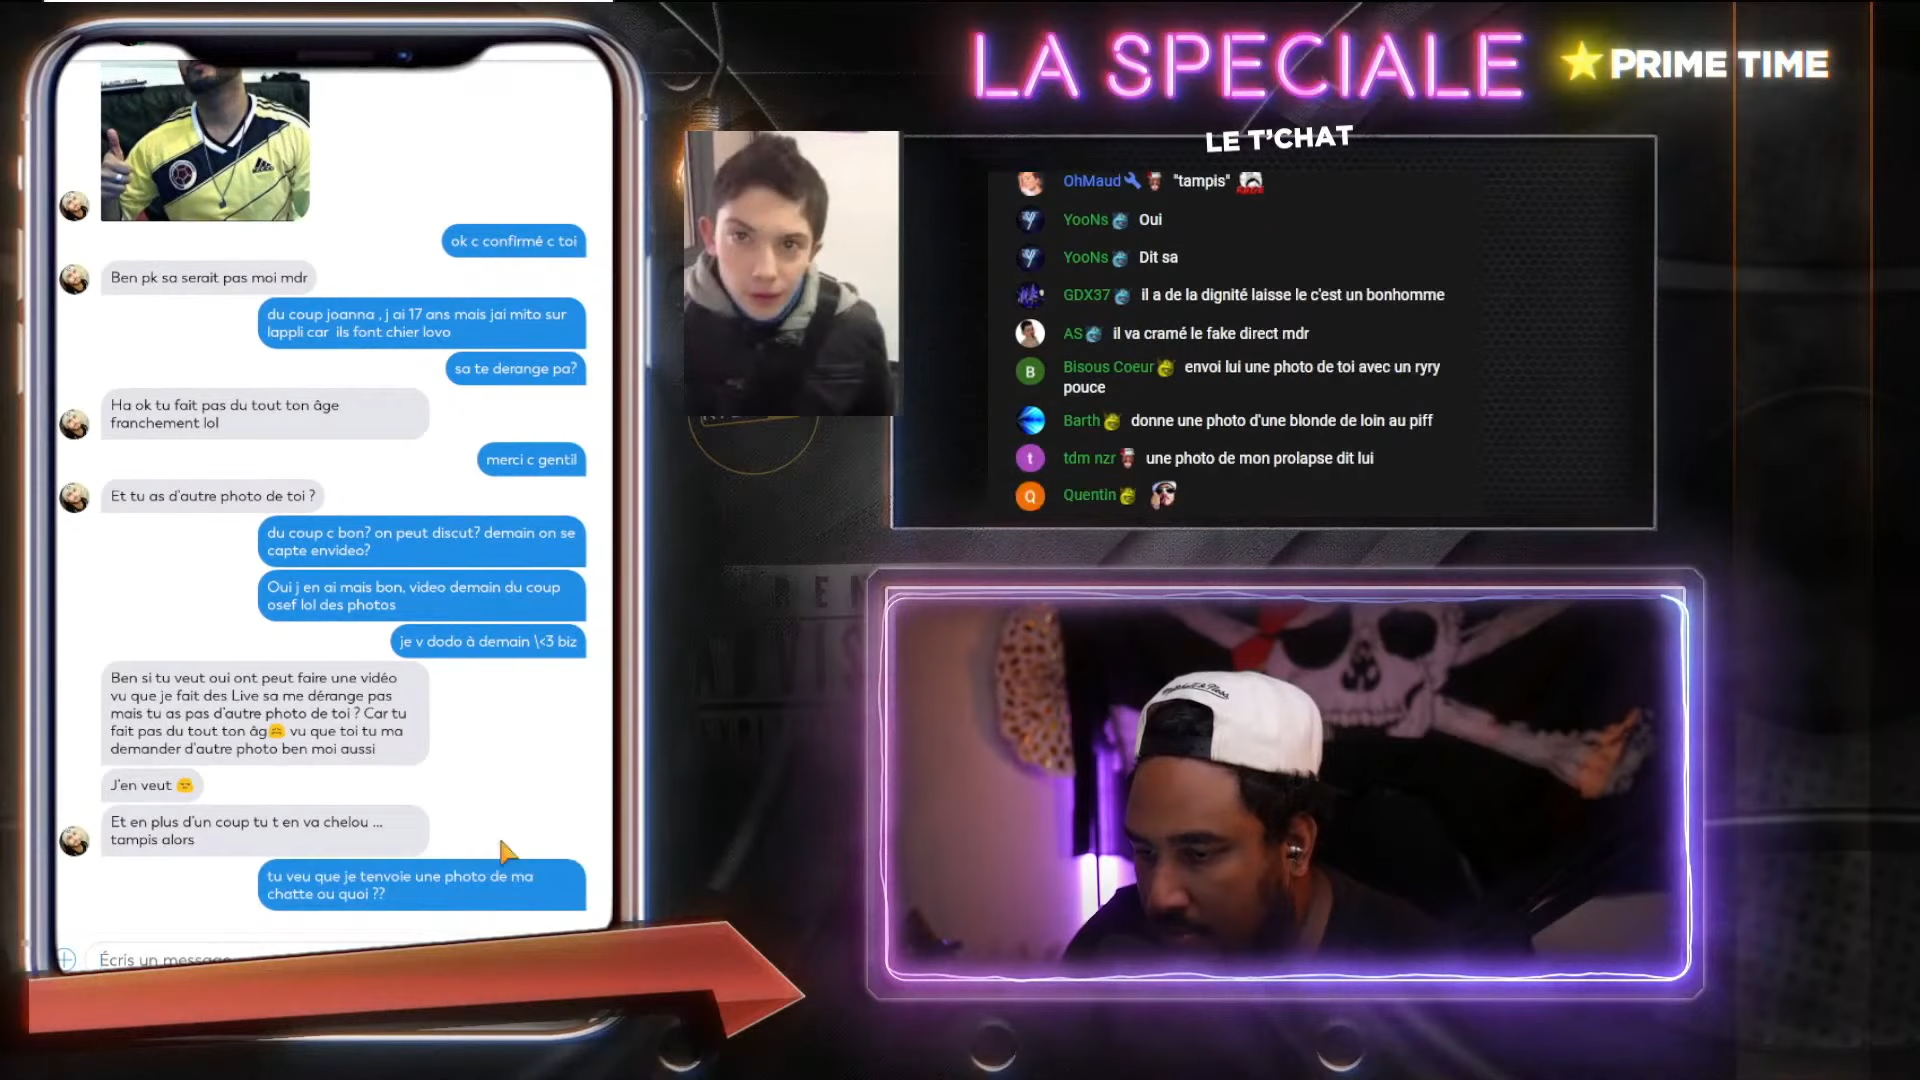 LA SPECIALE
PRIME TIME
LE T'CHAT
ok c confirmé c toi
Ben pk sa serait pas moi mdr
du coup joanna , j ai 17 ans mais jai mito sur
lappli car ils font chier lovo
sa te derange pa?
Ha ok tu fait pas du tout ton âge
franchement lol
merci c gentil
Et tu as d'autre photo de toi ?
du coup c bon? on peut discut? demain on se
capte envideo?
Oui j en ai mais bon, video demain du coup
osef lol des photos
je v dodo à demain \<3 biz
Ben si tu veut oui ont peut faire une vidéo
vu que je fait des Live sa me dérange pas
mais tu as pas d'autre photo de toi ? Car tu
fait pas du tout ton âg😑 vu que toi tu ma
demander d'autre photo ben moi aussi
J'en veut 😑
Et en plus d'un coup tu t en va chelou ...
tampis alors
tu veu que je tenvoie une photo de ma
chatte ou quoi ??
Écris un message
OhMaud "tampis"
YooNs Oui
YooNs Dit sa
GDX37 il a de la dignité laisse le c'est un bonhomme
AS il va cramé le fake direct mdr
B Bisous Coeur envoi lui une photo de toi avec un ryry
pouce
Barth donne une photo d'une blonde de loin au piff
t tdm nzr une photo de mon prolapse dit lui
Q Quentin